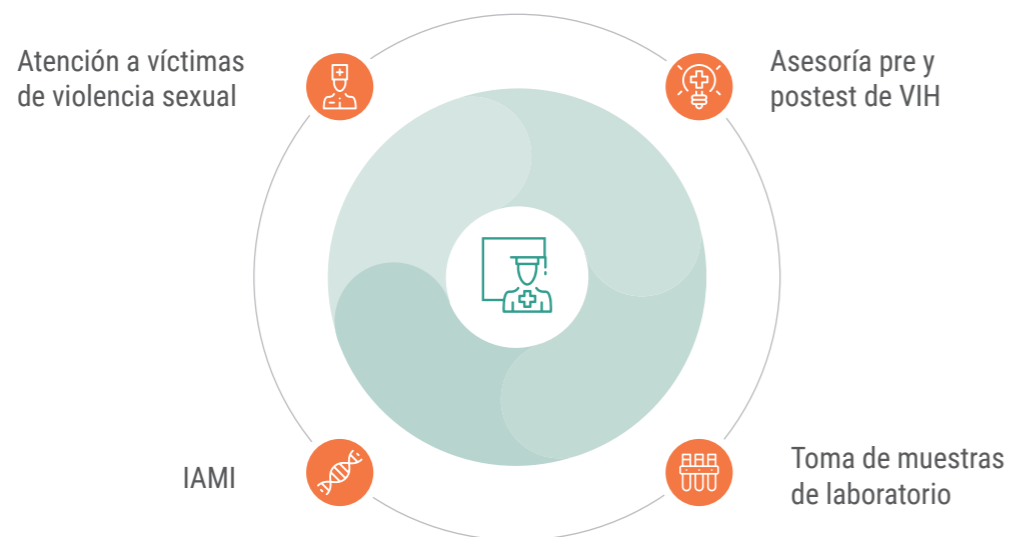 Atención a víctimas
de violencia sexual
Asesoría pre y
postest de VIH
IAMI
Toma de muestras
de laboratorio